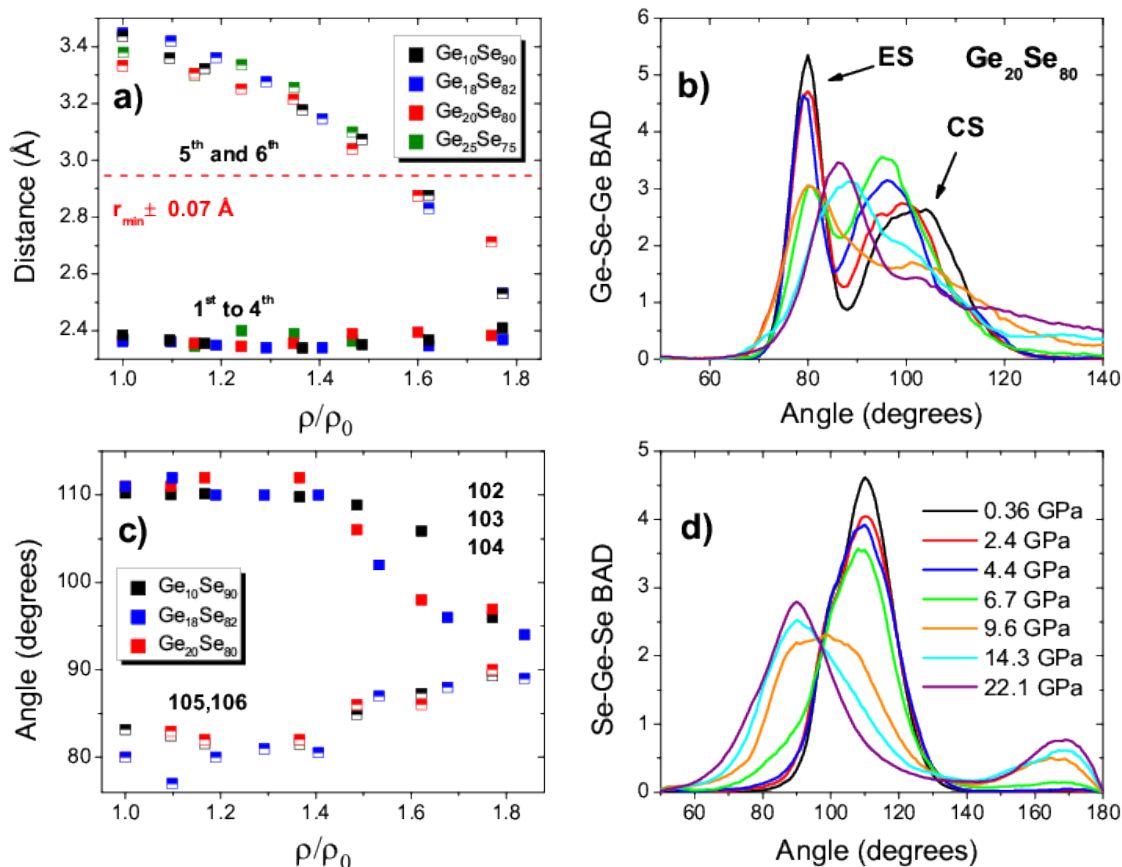 a)
3.4
3.2
3.0
2.8
2.6
2.4
Distance (Å)
Ge10Se90
Ge18Se82
Ge20Se80
Ge25Se75
5th and 6th
rmin± 0.07 Å
1st to 4th
1.0 1.2 1.4 1.6 1.8
ρ/ρ0
b)
5
4
3
2
1
0
Ge-Se-Ge BAD
ES
Ge20Se80
CS
60 80 100 120 140
Angle (degrees)
c)
110
100
90
80
Angle (degrees)
102
103
104
Ge10Se90
Ge18Se82
Ge20Se80
105,106
1.0 1.2 1.4 1.6 1.8
ρ/ρ0
d)
5
4
3
2
1
0
Se-Ge-Se BAD
0.36 GPa
2.4 GPa
4.4 GPa
6.7 GPa
9.6 GPa
14.3 GPa
22.1 GPa
60 80 100 120 140 160 180
Angle (degrees)